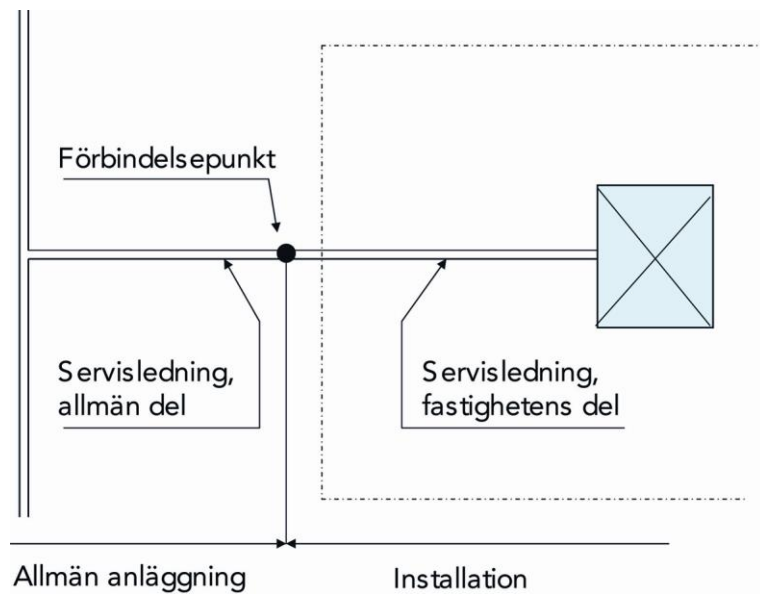 Förbindelsepunkt
Servisledning,
allmän del
Servisledning,
fastighetens del
Allmän anläggning
Installation